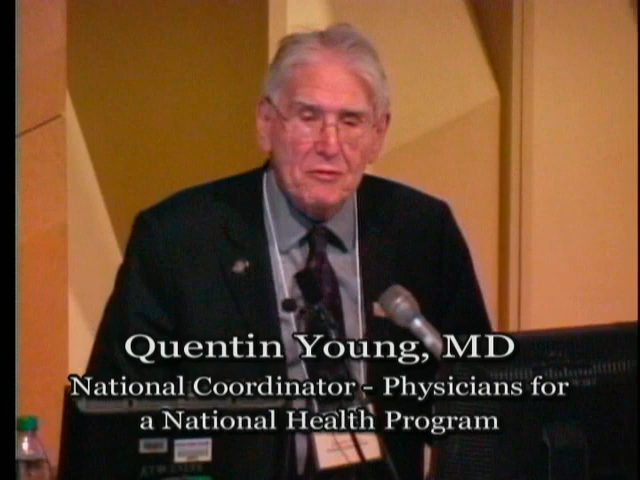 Quentin Young, MD
National Coordinator - Physicians for
a National Health Program